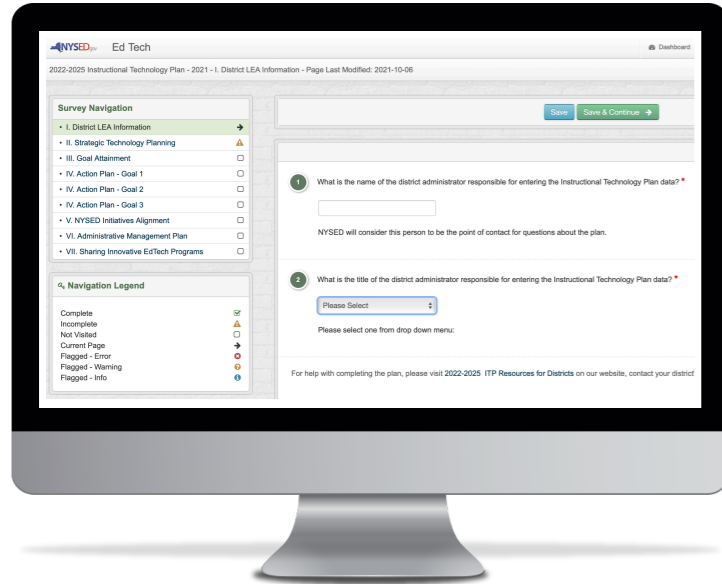 NYSED.gov Ed Tech
Dashboard
2022-2025 Instructional Technology Plan - 2021 - I. District LEA Information - Page Last Modified: 2021-10-06
Survey Navigation
• I. District LEA Information
• II. Strategic Technology Planning
• III. Goal Attainment
• IV. Action Plan - Goal 1
• IV. Action Plan - Goal 2
• IV. Action Plan - Goal 3
• V. NYSED Initiatives Alignment
• VI. Administrative Management Plan
• VII. Sharing Innovative EdTech Programs
Navigation Legend
Complete
Incomplete
Not Visited
Current Page
Flagged - Error
Flagged - Warning
Flagged - Info
Save
Save & Continue
1 What is the name of the district administrator responsible for entering the Instructional Technology Plan data? *
NYSED will consider this person to be the point of contact for questions about the plan.
2 What is the title of the district administrator responsible for entering the Instructional Technology Plan data? *
Please Select
Please select one from drop down menu:
For help with completing the plan, please visit 2022-2025 ITP Resources for Districts on our website, contact your district